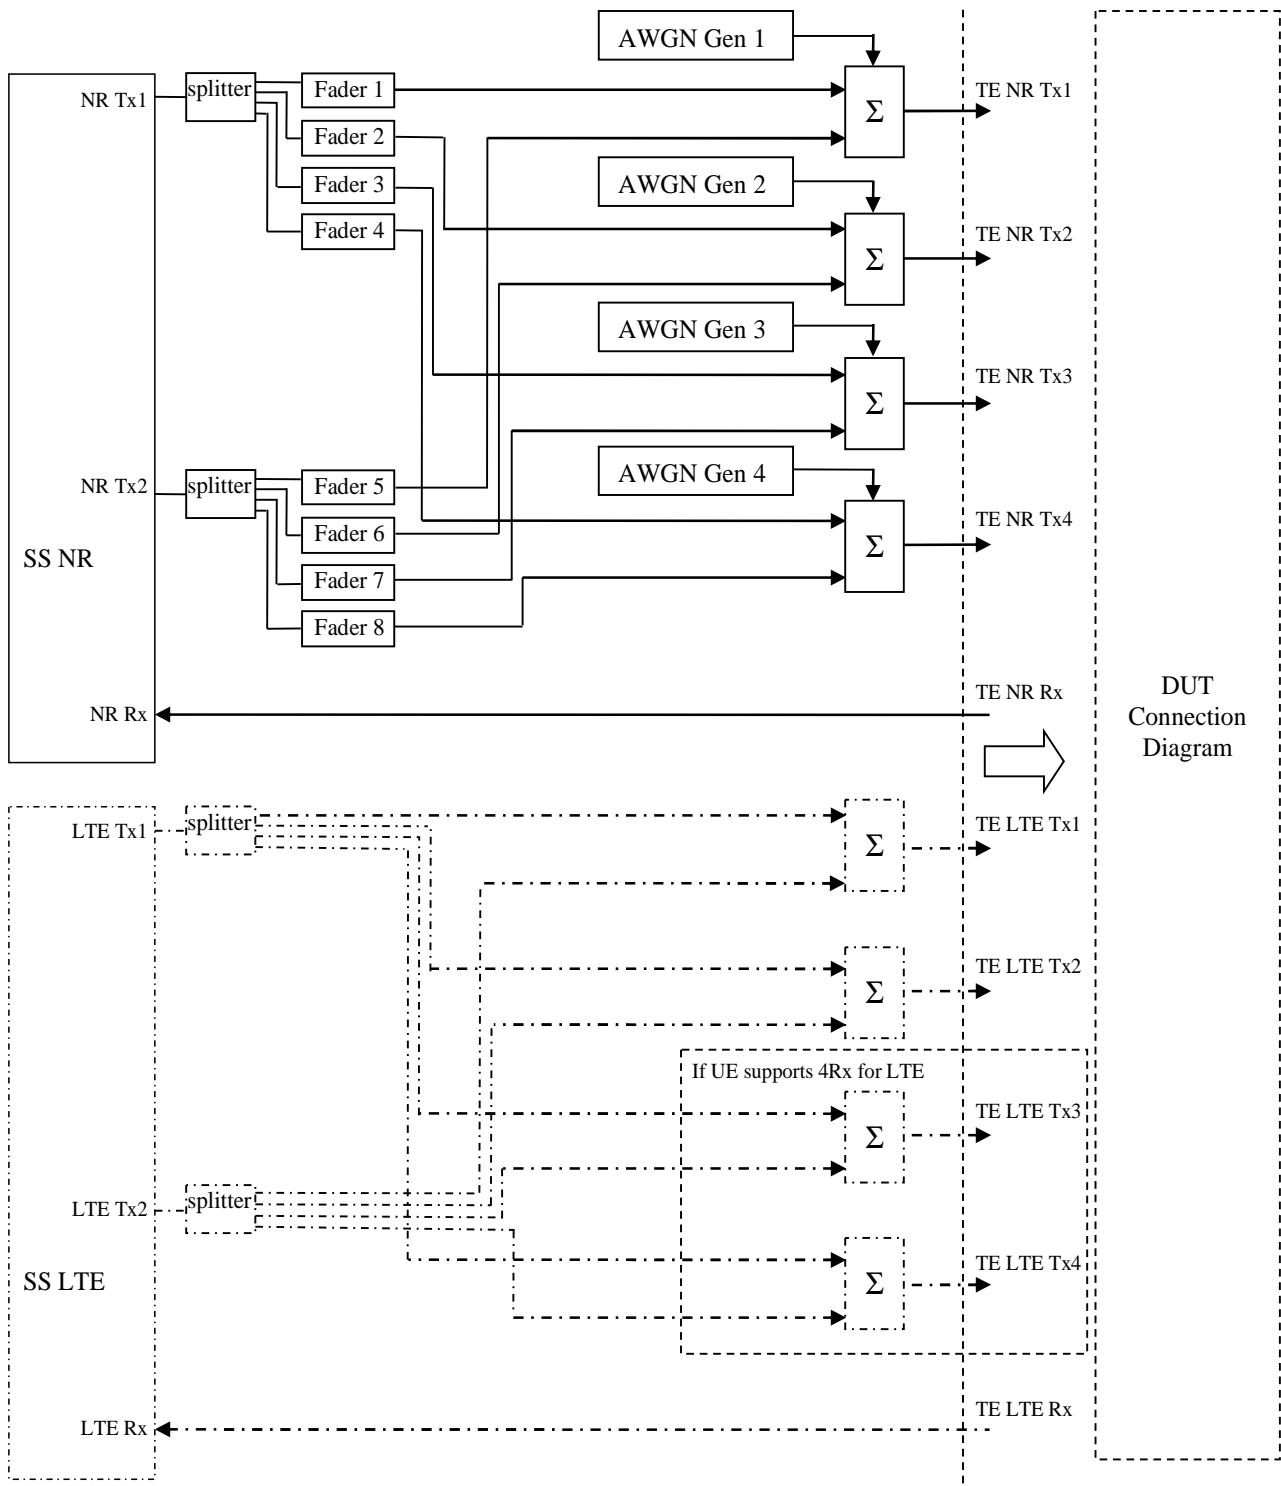 AWGN Gen 1
NR Tx1
splitter
Fader 1
Σ
TE NR Tx1
Fader 2
Fader 3
AWGN Gen 2
Fader 4
Σ
TE NR Tx2
AWGN Gen 3
Σ
TE NR Tx3
AWGN Gen 4
NR Tx2
splitter
Fader 5
Fader 6
Σ
TE NR Tx4
SS NR
Fader 7
Fader 8
NR Rx
TE NR Rx
DUT
Connection
Diagram
LTE Tx1
splitter
Σ
TE LTE Tx1
Σ
TE LTE Tx2
If UE supports 4Rx for LTE
Σ
TE LTE Tx3
LTE Tx2
splitter
SS LTE
Σ
TE LTE Tx4
LTE Rx
TE LTE Rx